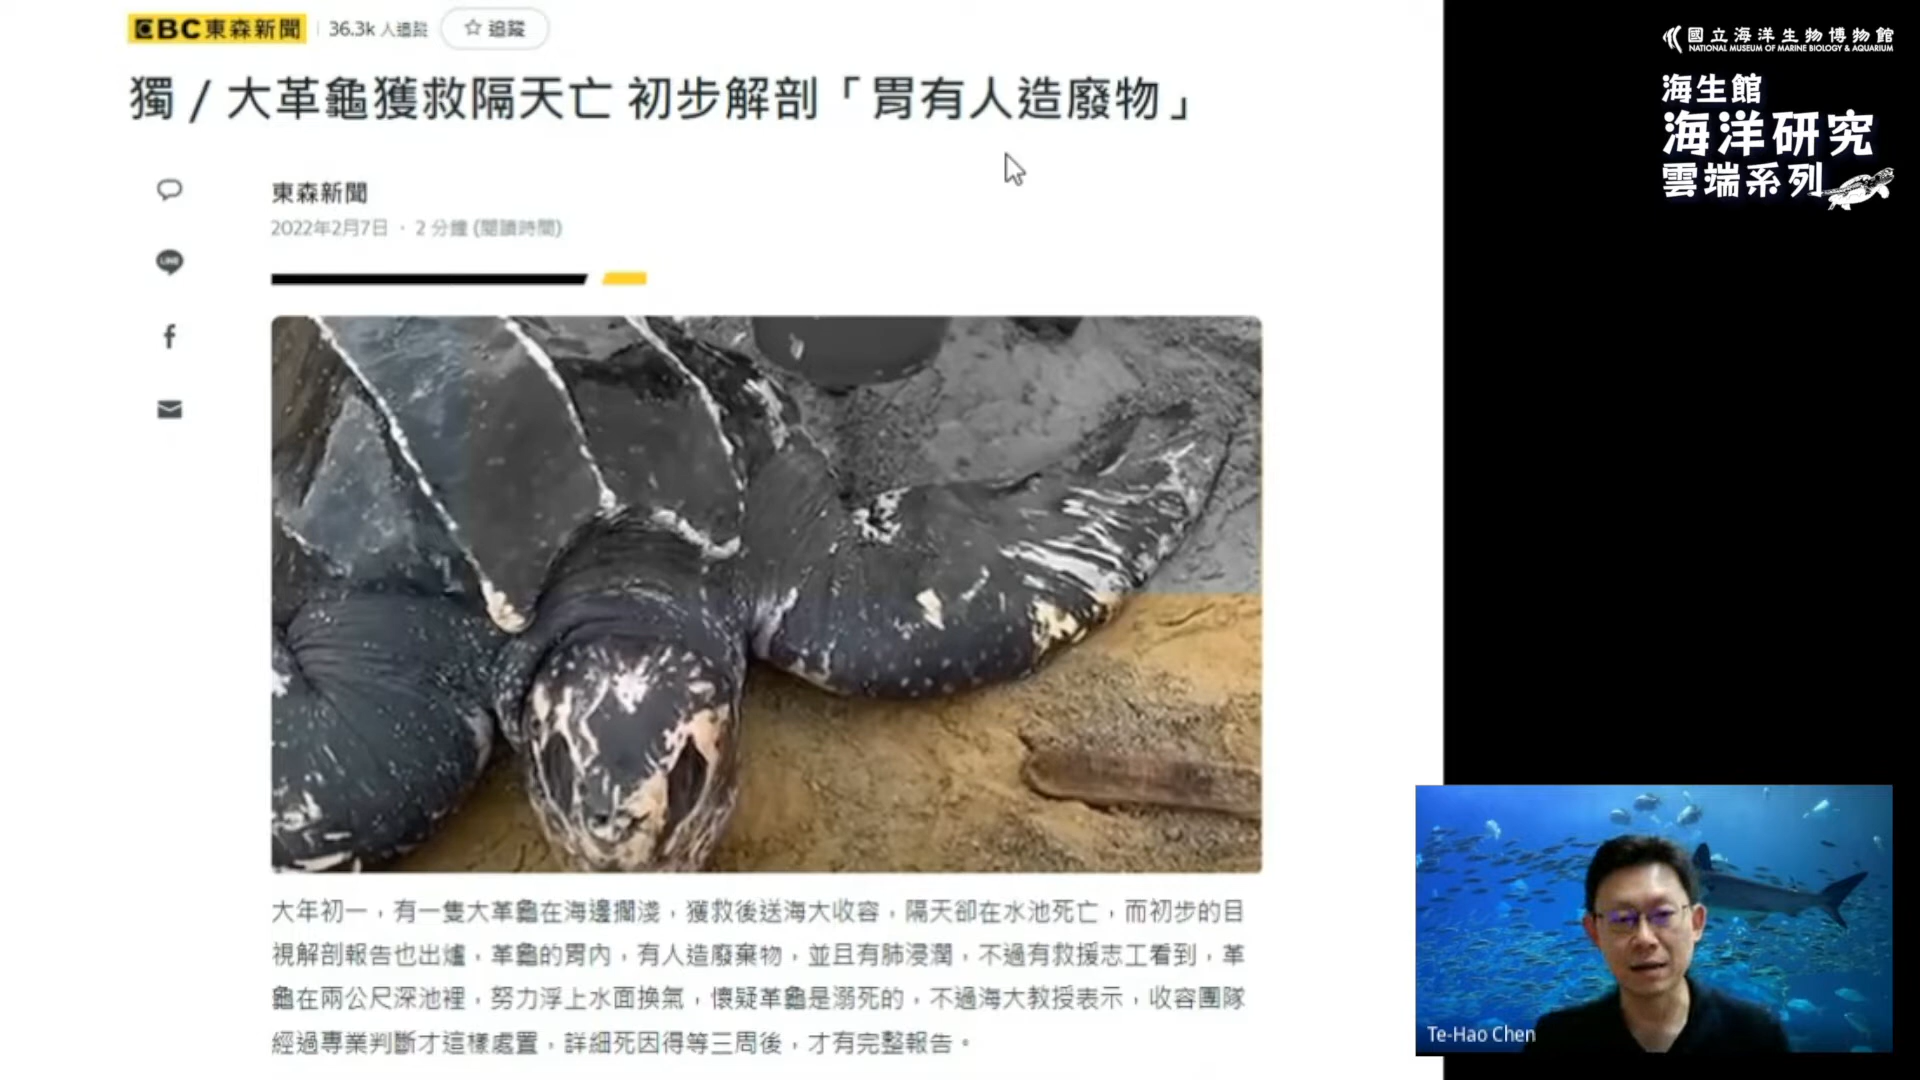 EBC東森新聞
36.3k 人追蹤
☆ 追蹤
獨 / 大革龜獲救隔天亡 初步解剖「胃有人造廢物」
東森新聞
2022年2月7日 · 2 分鐘 (閱讀時間)
LINE
大年初一，有一隻大革龜在海邊擱淺，獲救後送海大收容，隔天卻在水池死亡，而初步的目
視解剖報告也出爐，革龜的胃內，有人造廢棄物，並且有肺浸潤，不過有救援志工看到，革
龜在兩公尺深池裡，努力浮上水面換氣，懷疑革龜是溺死的，不過海大教授表示，收容團隊
經過專業判斷才這樣處置，詳細死因得等三周後，才有完整報告。
國立海洋生物博物館
NATIONAL MUSEUM OF MARINE BIOLOGY & AQUARIUM
海生館
海洋研究
雲端系列
Te-Hao Chen